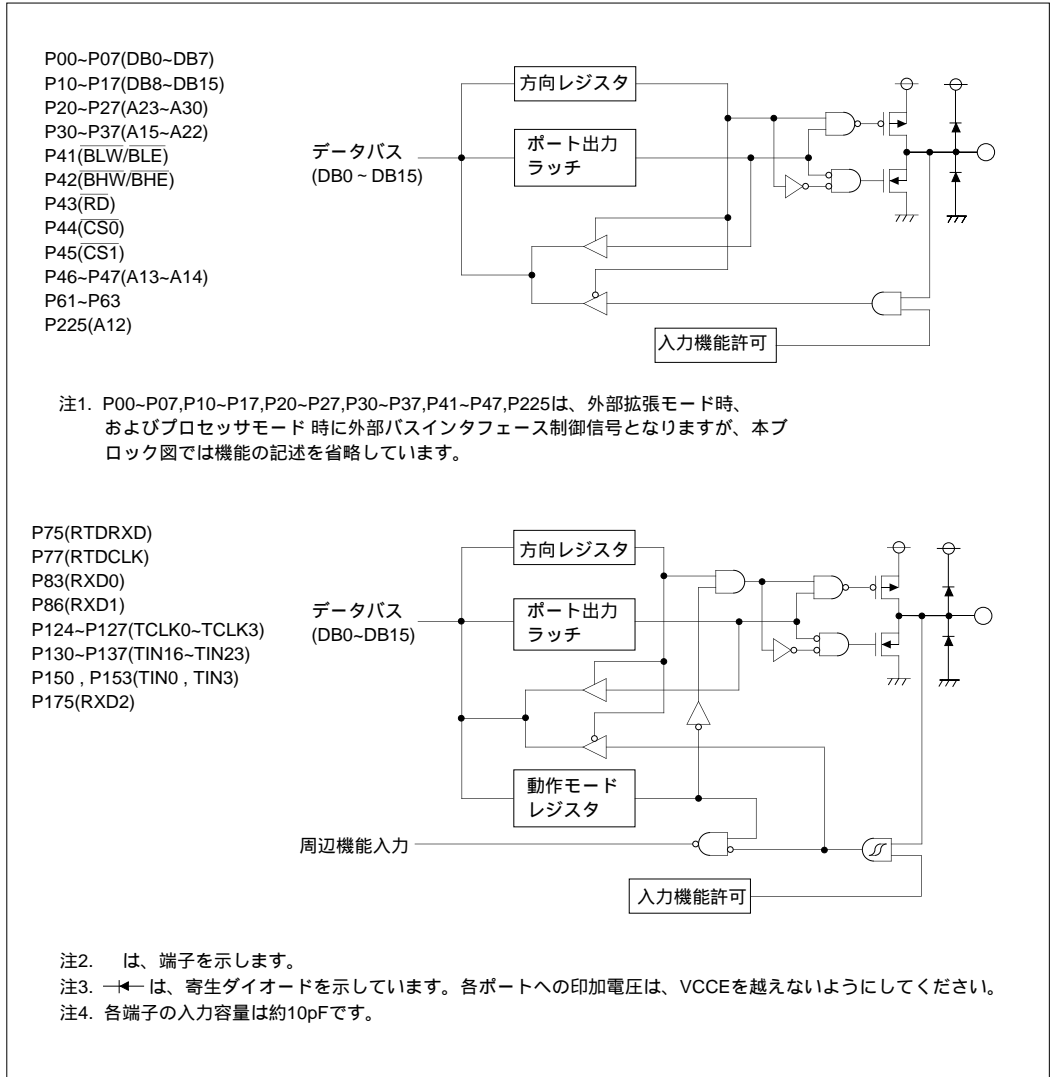 P00~P07(DB0~DB7)
P10~P17(DB8~DB15)
P20~P27(A23~A30)
P30~P37(A15~A22)
P41(BLW/BLE)
P42(BHW/BHE)
P43(RD)
P44(CS0)
P45(CS1)
P46~P47(A13~A14)
P61~P63
P225(A12)
データバス
(DB0 ~ DB15)
方向レジスタ
ポート出力
ラッチ
入力機能許可
注1. P00~P07,P10~P17,P20~P27,P30~P37,P41~P47,P225は、外部拡張モード時、
およびプロセッサモード 時に外部バスインタフェース制御信号となりますが、本ブ
ロック図では機能の記述を省略しています。
P75(RTDRXD)
P77(RTDCLK)
P83(RXD0)
P86(RXD1)
P124~P127(TCLK0~TCLK3)
P130~P137(TIN16~TIN23)
P150 , P153(TIN0 , TIN3)
P175(RXD2)
データバス
(DB0~DB15)
方向レジスタ
ポート出力
ラッチ
動作モード
レジスタ
周辺機能入力
入力機能許可
注2. は、端子を示します。
注3. は、寄生ダイオードを示しています。各ポートへの印加電圧は、VCCEを越えないようにしてください。
注4. 各端子の入力容量は約10pFです。